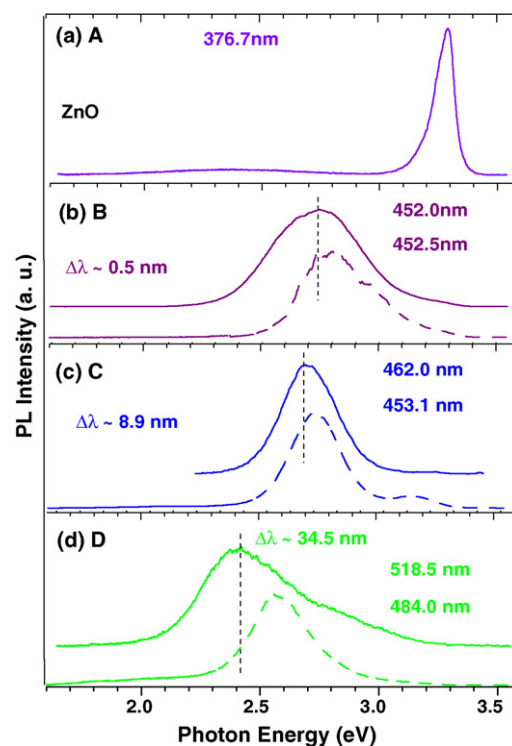 (a) A
376.7nm
ZnO
(b) B
452.0nm
452.5nm
Δλ ~ 0.5 nm
(c) C
462.0 nm
453.1 nm
Δλ ~ 8.9 nm
(d) D
Δλ ~ 34.5 nm
518.5 nm
484.0 nm
PL Intensity (a. u.)
2.0 2.5 3.0 3.5
Photon Energy (eV)